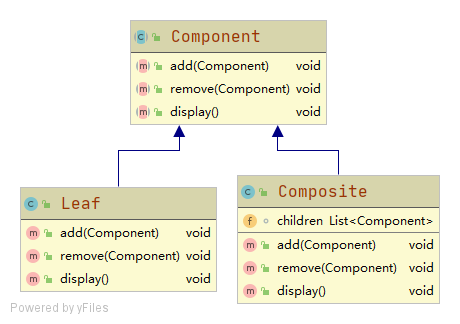 Component
add(Component) void
remove(Component) void
display() void
Leaf
add(Component) void
remove(Component) void
display() void
Composite
children List<Component>
add(Component) void
remove(Component) void
display() void
Powered by yFiles